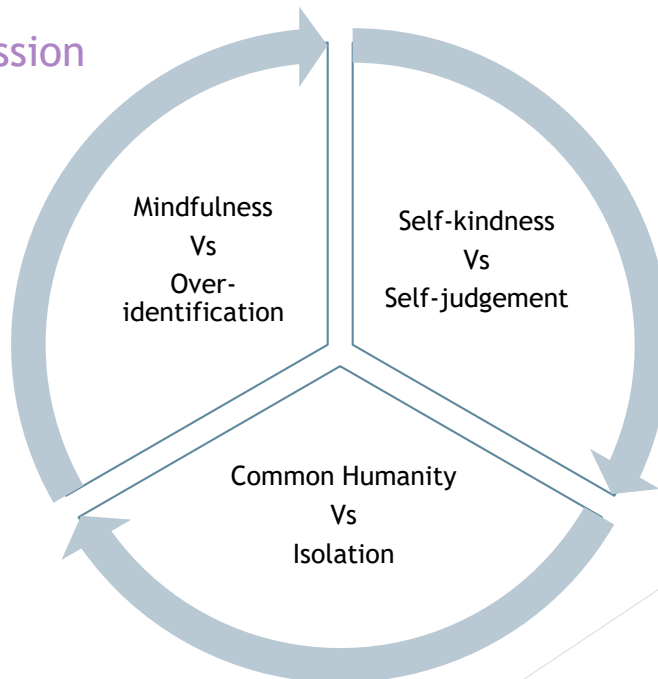 ssion
Mindfulness
Vs
Over-
identification
Self-kindness
Vs
Self-judgement
Common Humanity
Vs
Isolation